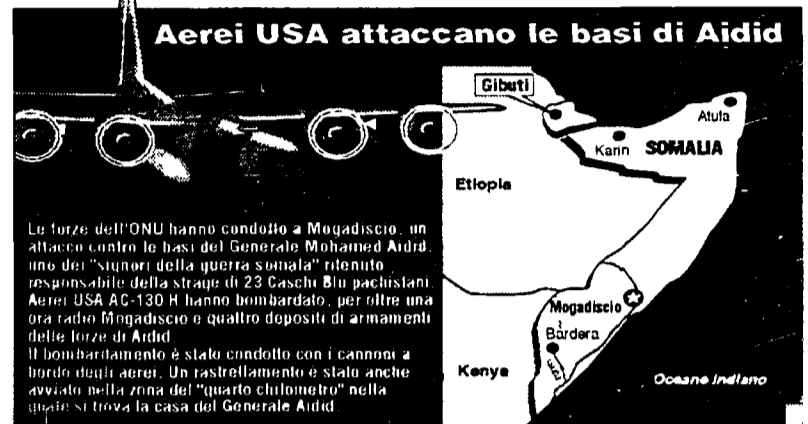 Aerei USA attaccano le basi di Aidid
Le forze dell'ONU hanno condotto a Mogadiscio, un
attacco contro le basi del Generale Mohamed Aidid,
uno dei "signori della guerra somala" ritenuto
responsabile della strage di 23 Caschi Blu pachistani.
Aerei USA AC-130 H hanno bombardato, per oltre una
ora radio Mogadiscio e quattro depositi di armamenti
delle forze di Aidid.
Il bombardamento è stato condotto con i cannoni a
bordo degli aerei. Un rastrellamento è stato anche
avviato nella zona del "quarto chilometro" nella
quale si trova la casa del Generale Aidid
Gibuti
Alula
Karin
SOMALIA
Etiopia
Mogadiscio
Bàrdera
Kenya
Oceano Indiano